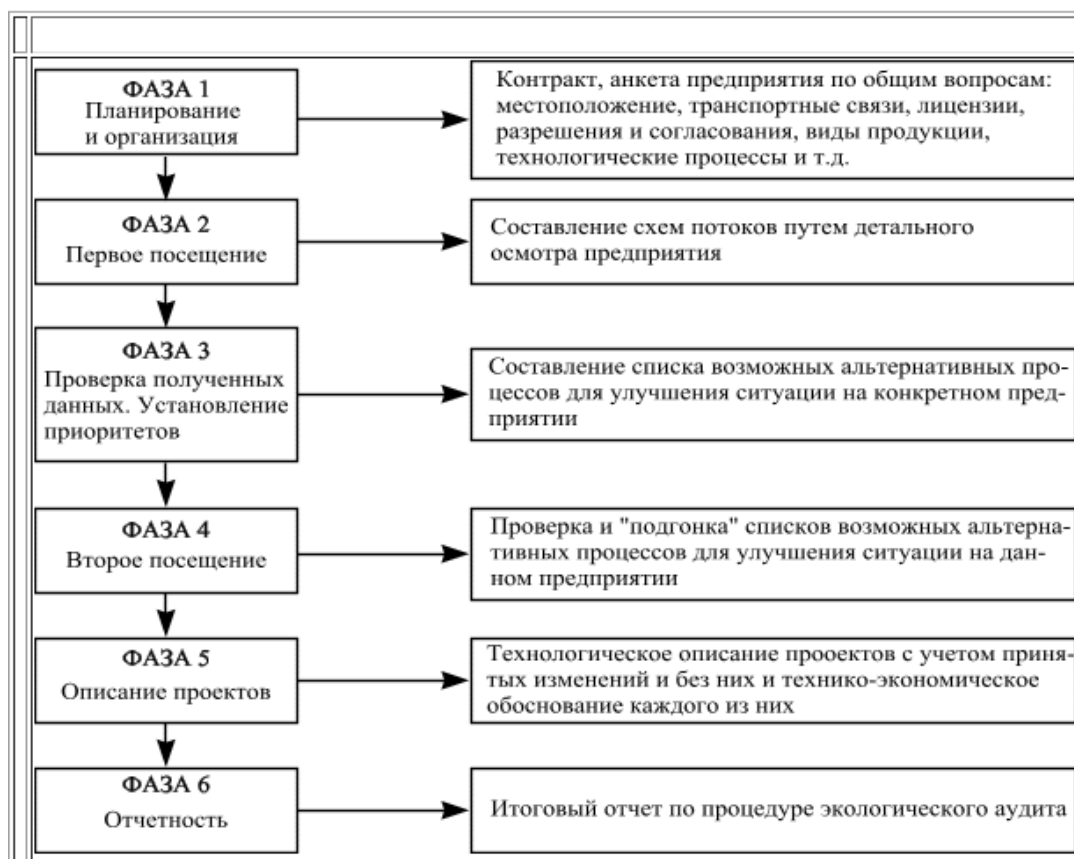 ФАЗА 1
Планирование
и организация
Контракт, анкета предприятия по общим вопросам:
местоположение, транспортные связи, лицензии,
разрешения и согласования, виды продукции,
технологические процессы и т.д.
ФАЗА 2
Первое посещение
Составление схем потоков путем детального
осмотра предприятия
ФАЗА 3
Проверка полученных
данных. Установление
приоритетов
Составление списка возможных альтернативных про-
цессов для улучшения ситуации на конкретном пред-
приятии
ФАЗА 4
Второе посещение
Проверка и "подгонка" списков возможных альтерна-
тивных процессов для улучшения ситуации на дан-
ном предприятии
ФАЗА 5
Описание проектов
Технологическое описание прооектов с учетом приня-
тых изменений и без них и технико-экономическое
обоснование каждого из них
ФАЗА 6
Отчетность
Итоговый отчет по процедуре экологического аудита